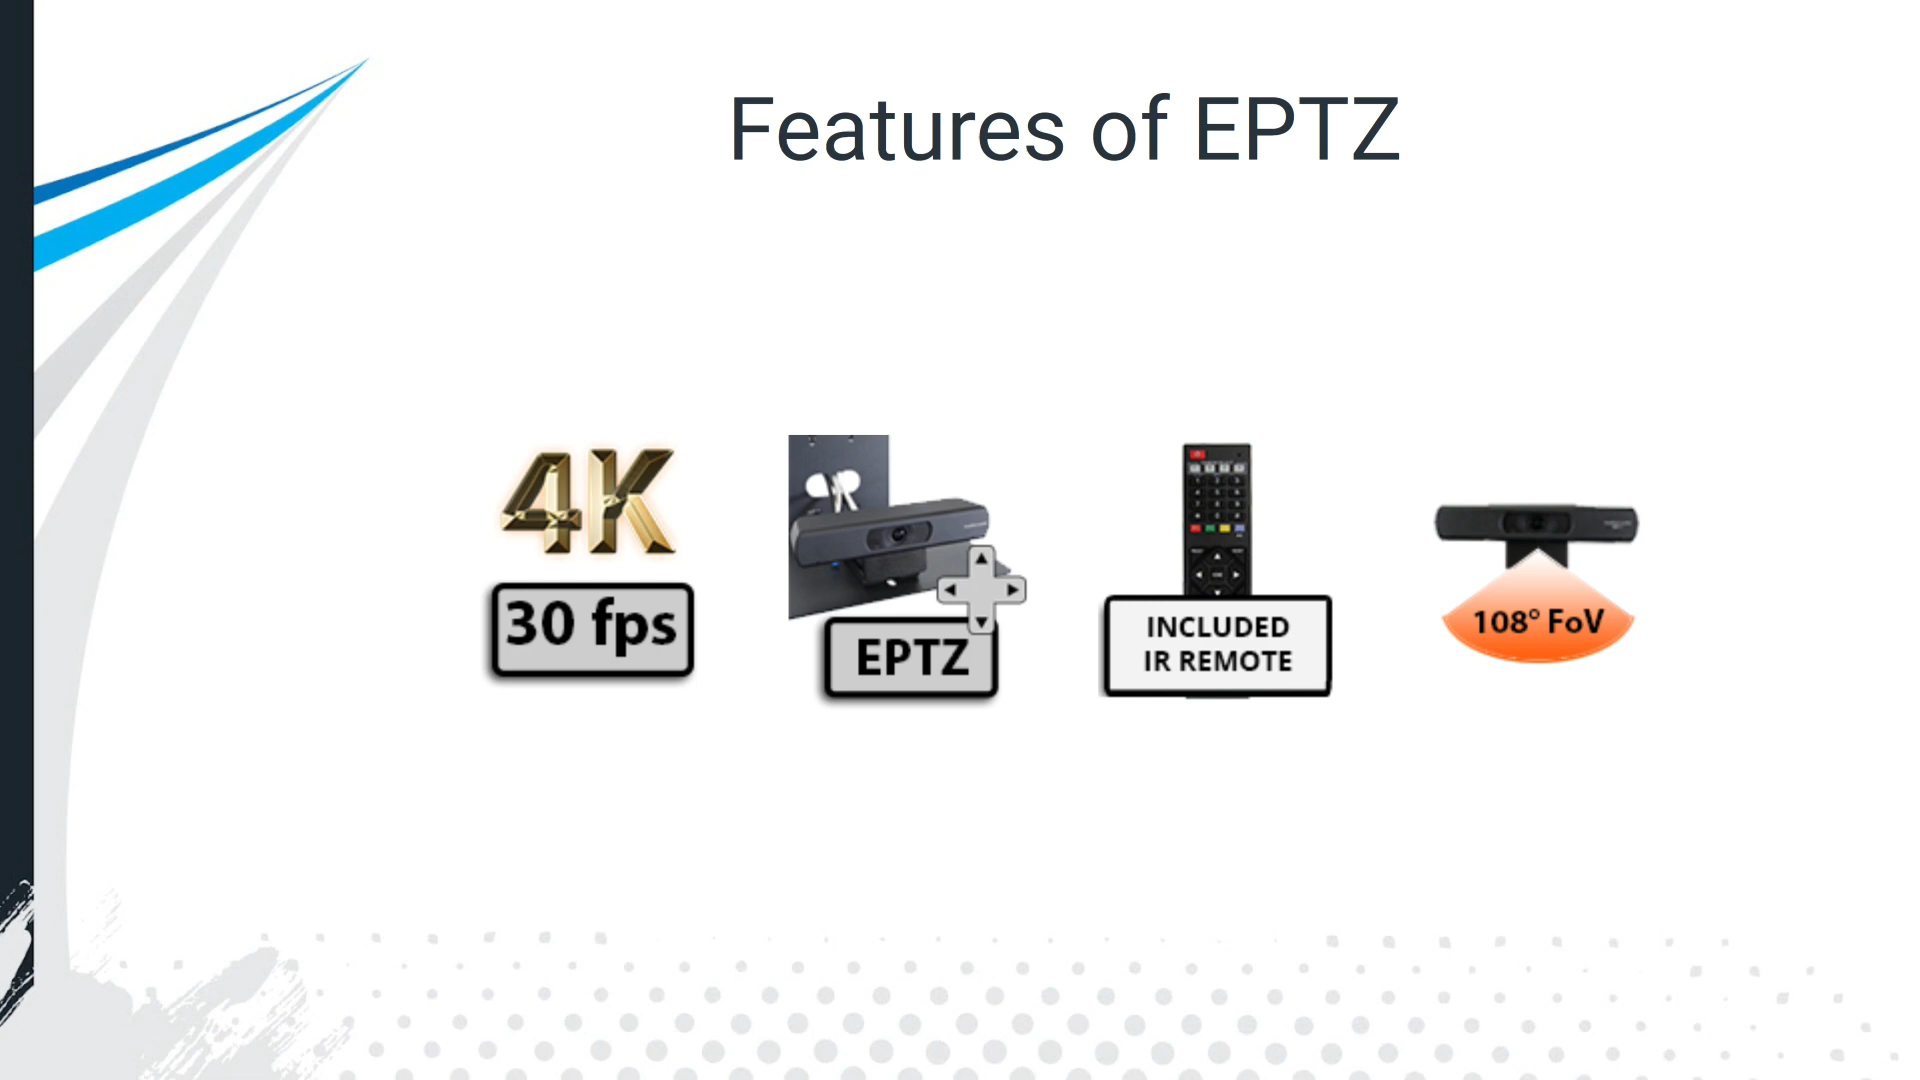 Features of EPTZ
4K
30 fps
EPTZ
INCLUDED
IR REMOTE
108° FoV